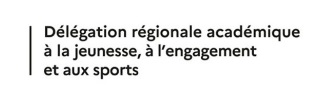 Délégation régionale académique
à la jeunesse, à l'engagement
et aux sports